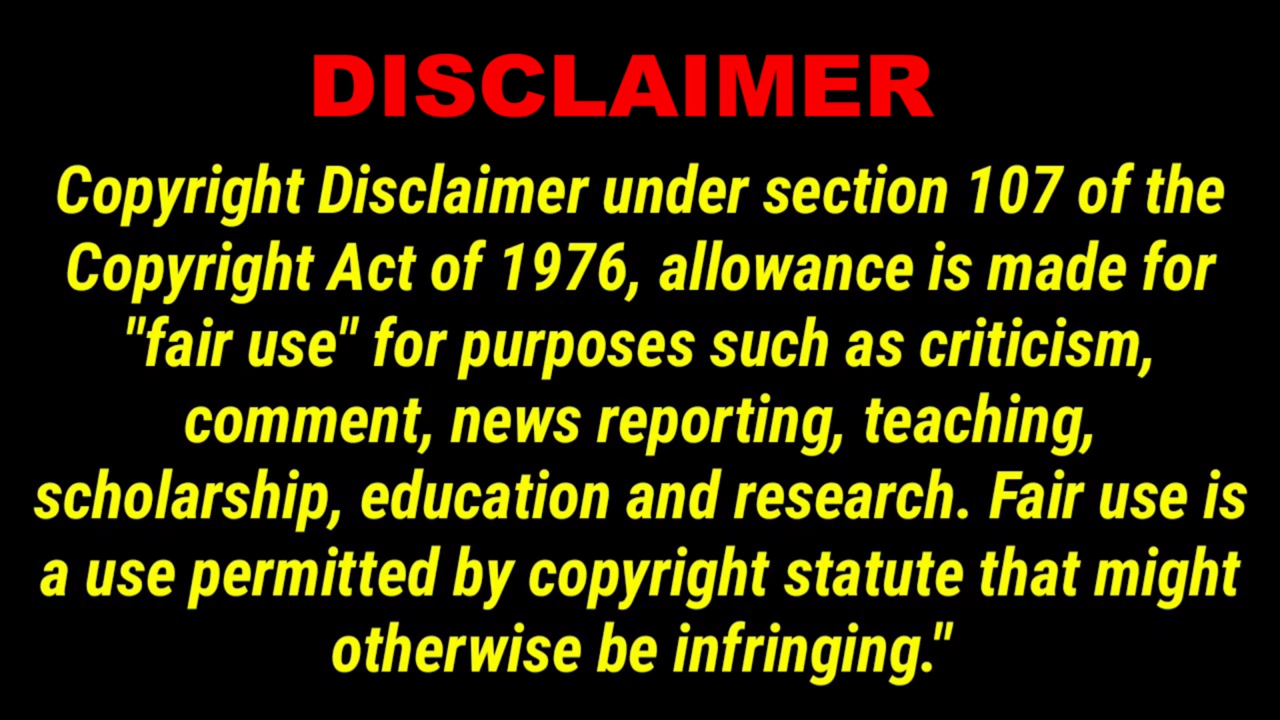 DISCLAIMER
Copyright Disclaimer under section 107 of the
Copyright Act of 1976, allowance is made for
"fair use" for purposes such as criticism,
comment, news reporting, teaching,
scholarship, education and research. Fair use is
a use permitted by copyright statute that might
otherwise be infringing."